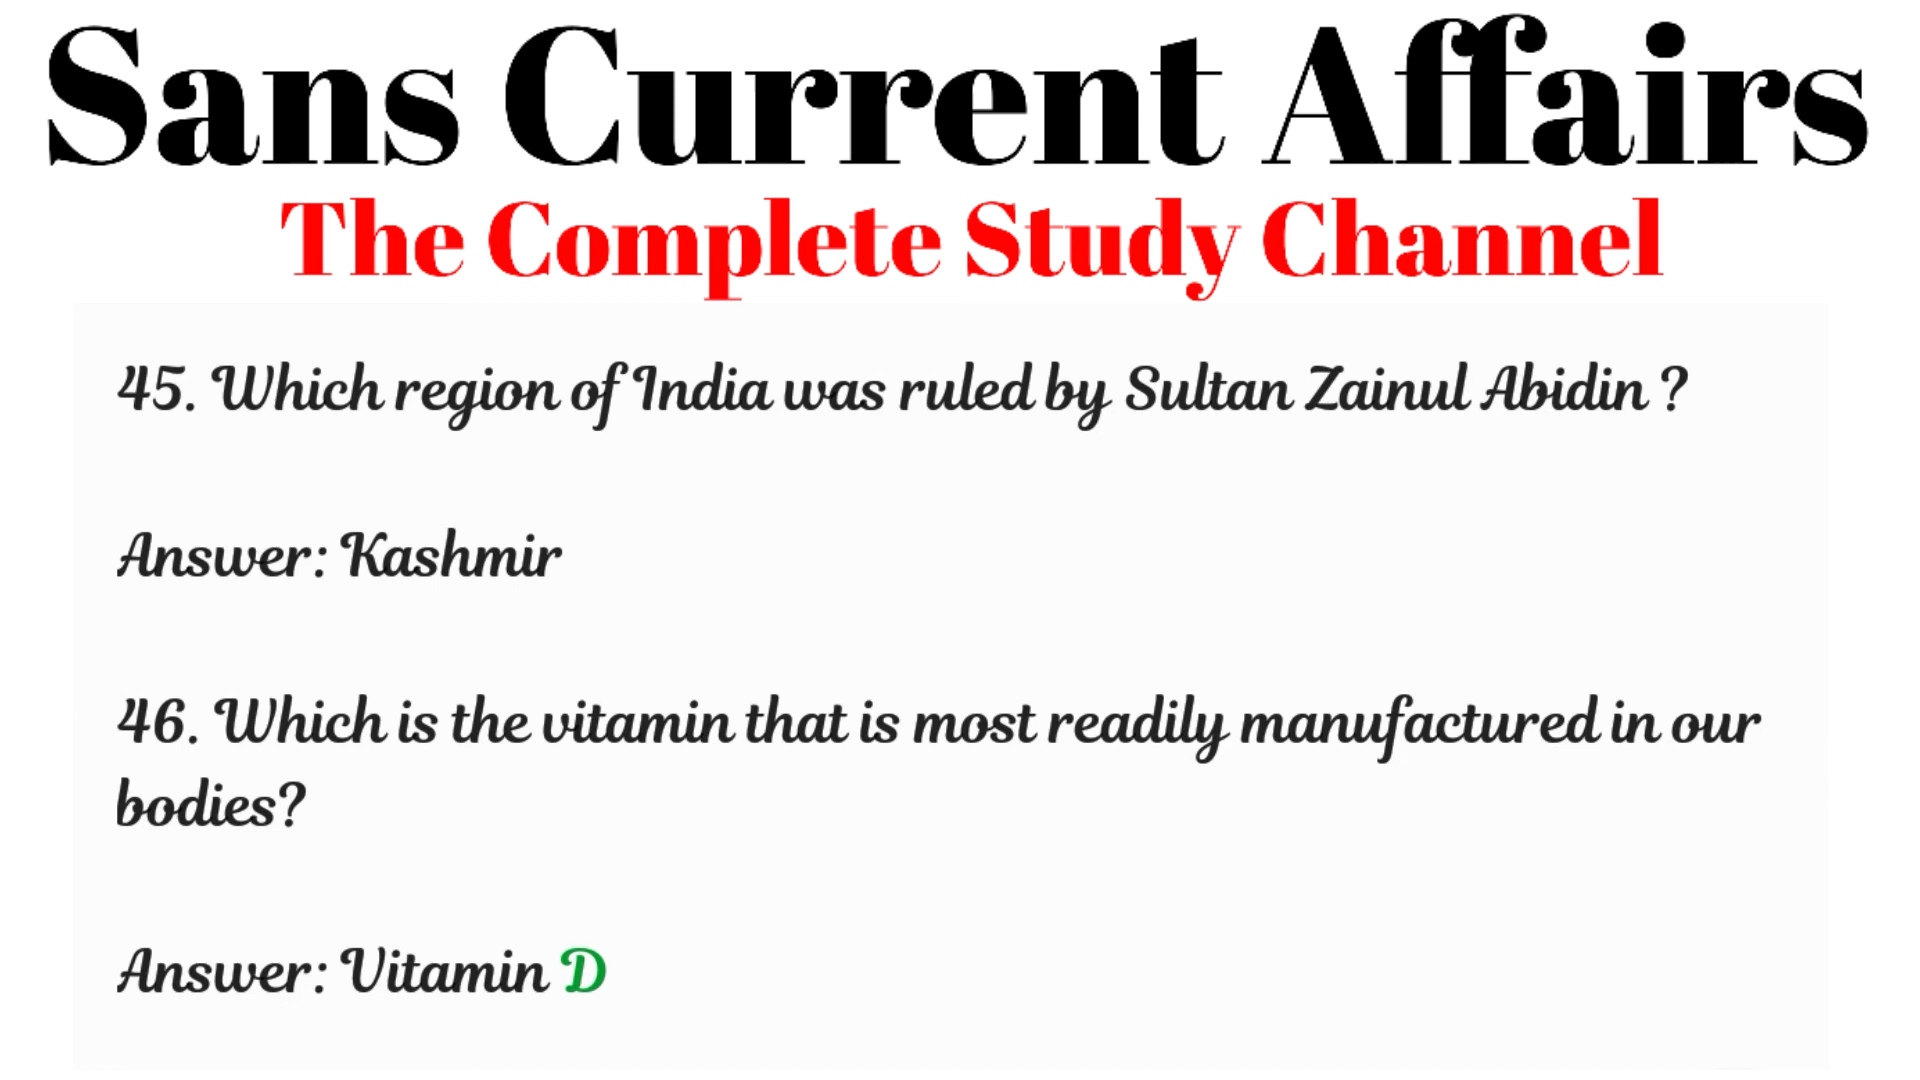 Sans Current Affairs
The Complete Study Channel
45. Which region of India was ruled by Sultan Zainul Abidin ?
Answer: Kashmir
46. Which is the vitamin that is most readily manufactured in our
bodies?
Answer: Vitamin D